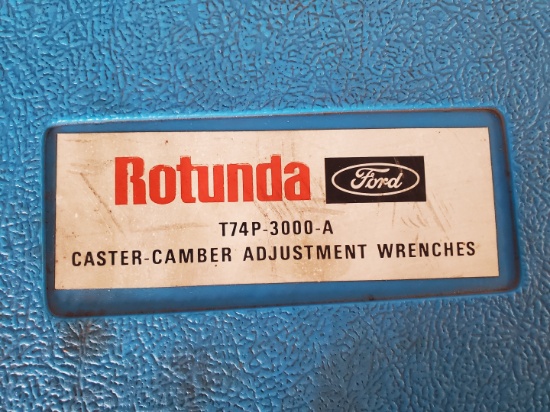 Rotunda Ford
T74P-3000-A
CASTER-CAMBER ADJUSTMENT WRENCHES